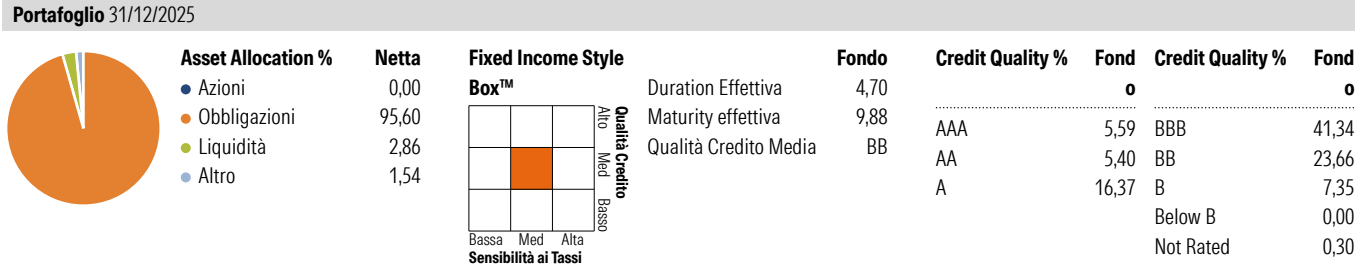 Portafoglio 31/12/2025
Asset Allocation % Netta
Azioni 0,00
Obbligazioni 95,60
Liquidità 2,86
Altro 1,54
Fixed Income Style
Box™
Alto Med Basso
Qualità Credito
Bassa Med Alta
Sensibilità ai Tassi
Fondo
Duration Effettiva 4,70
Maturity effettiva 9,88
Qualità Credito Media BB
Credit Quality % Fond
o
AAA 5,59
AA 5,40
A 16,37
Credit Quality % Fond
o
BBB 41,34
BB 23,66
B 7,35
Below B 0,00
Not Rated 0,30